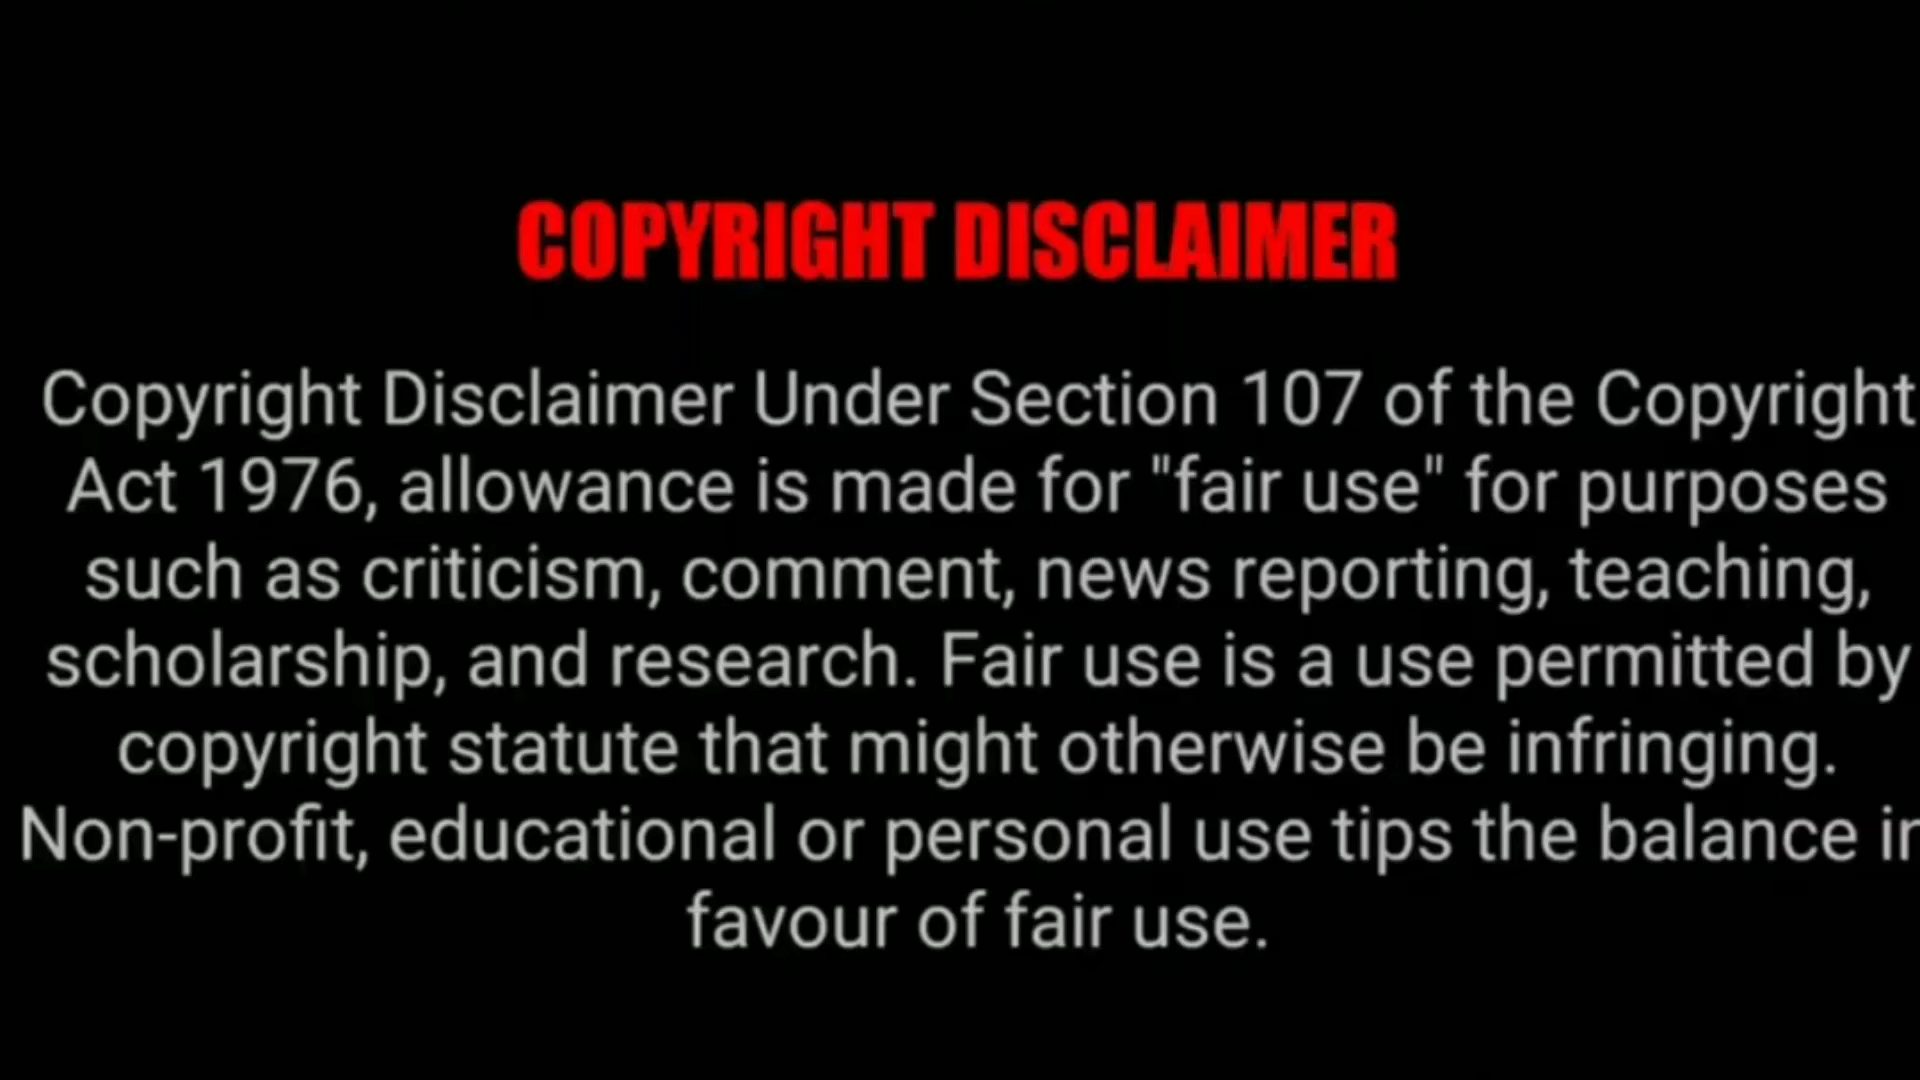 COPYRIGHT DISCLAIMER
Copyright Disclaimer Under Section 107 of the Copyright
Act 1976, allowance is made for "fair use" for purposes
such as criticism, comment, news reporting, teaching,
scholarship, and research. Fair use is a use permitted by
copyright statute that might otherwise be infringing.
Non-profit, educational or personal use tips the balance in
favour of fair use.